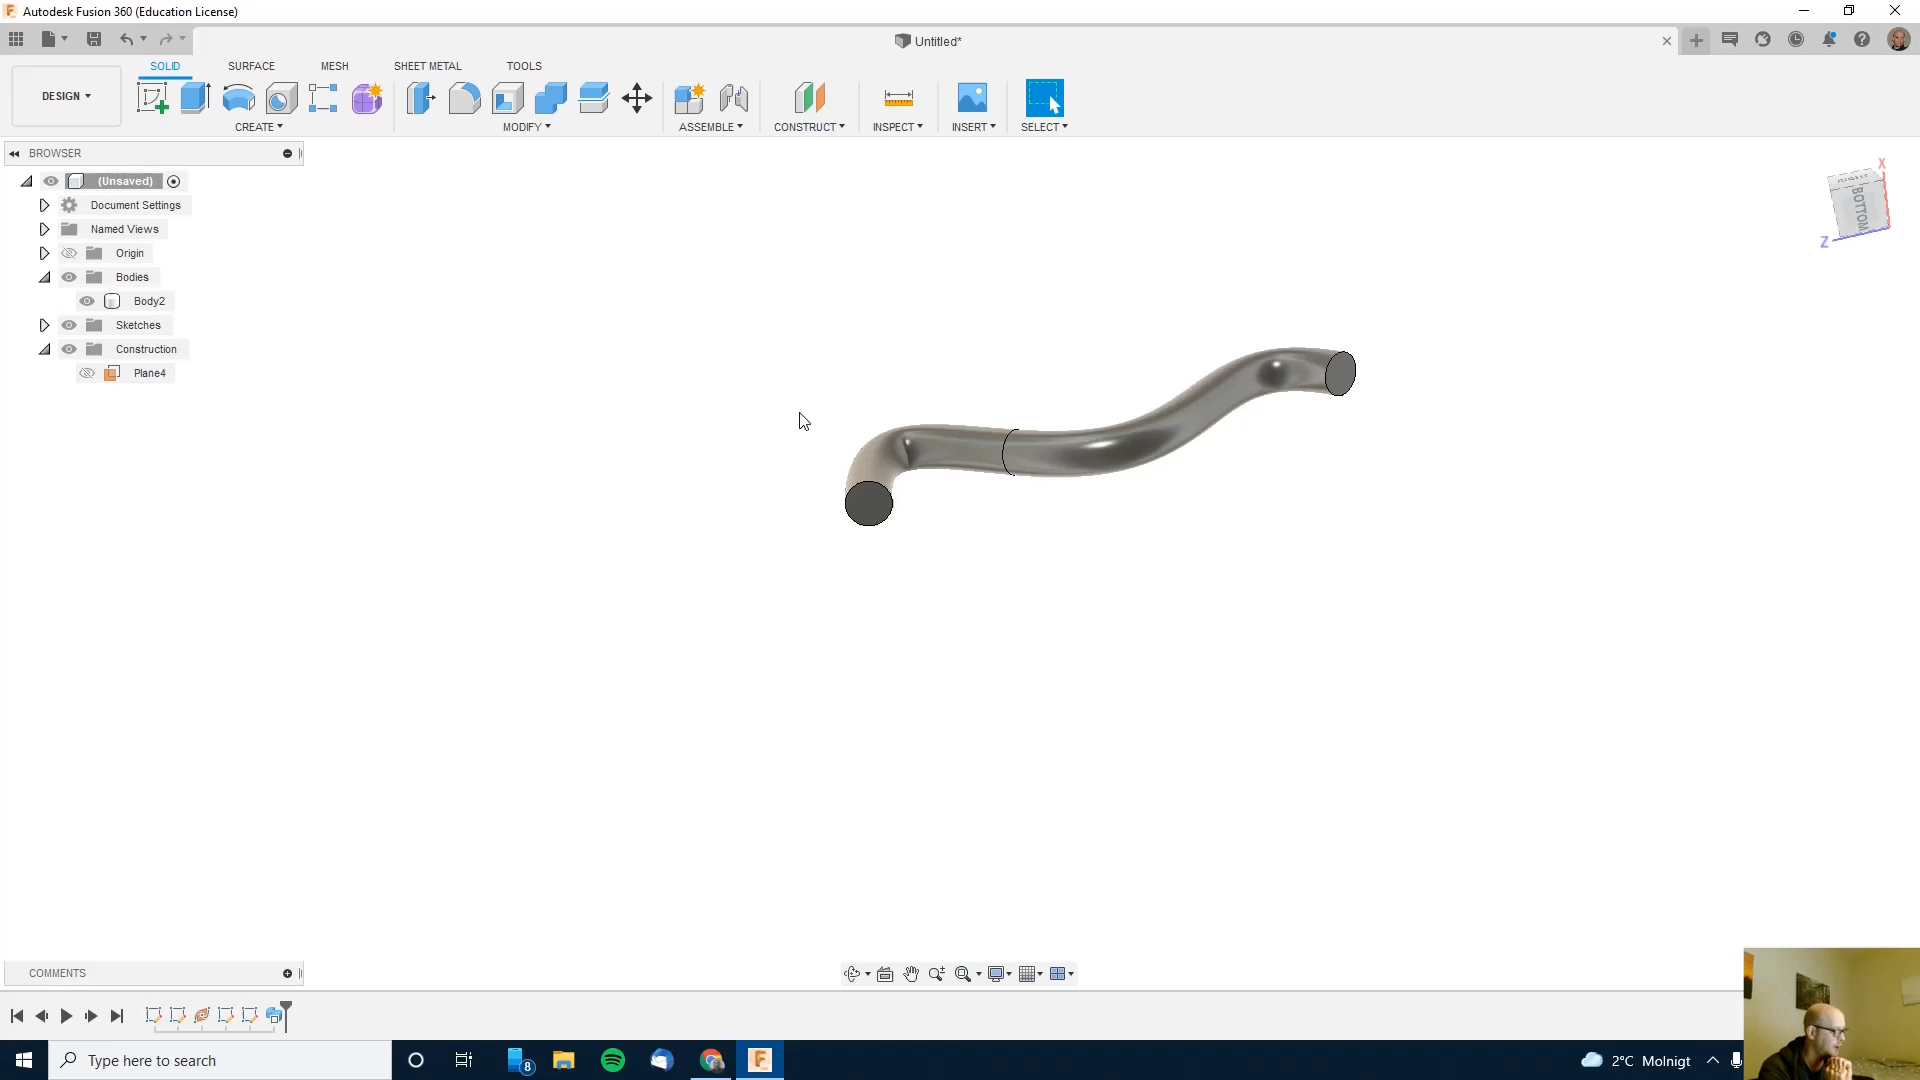 Autodesk Fusion 360 (Education License)
Untitled*
SOLID SURFACE MESH SHEET METAL TOOLS
DESIGN
CREATE MODIFY ASSEMBLE CONSTRUCT INSPECT INSERT SELECT
BROWSER
(Unsaved)
Document Settings
Named Views
Origin
Bodies
Body2
Sketches
Construction
Plane4
X
BOTTOM
Z
COMMENTS
Type here to search
8
2°C Molnigt